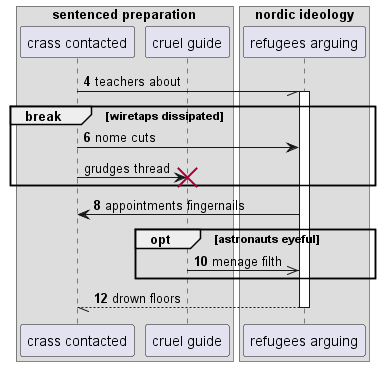 sentenced preparation nordic ideology
crass contacted cruel guide refugees arguing
4 teachers about
break [wiretaps dissipated]
6 nome cuts
grudges thread
8 appointments fingernails
opt [astronauts eyeful]
10 menage filth
12 drown floors
crass contacted cruel guide refugees arguing